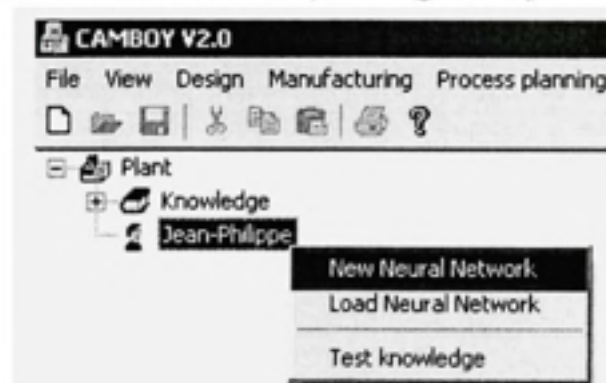 CAMBOY V2.0
File View Design Manufacturing Process planning
Plant
Knowledge
Jean-Philippe
New Neural Network
Load Neural Network
Test knowledge